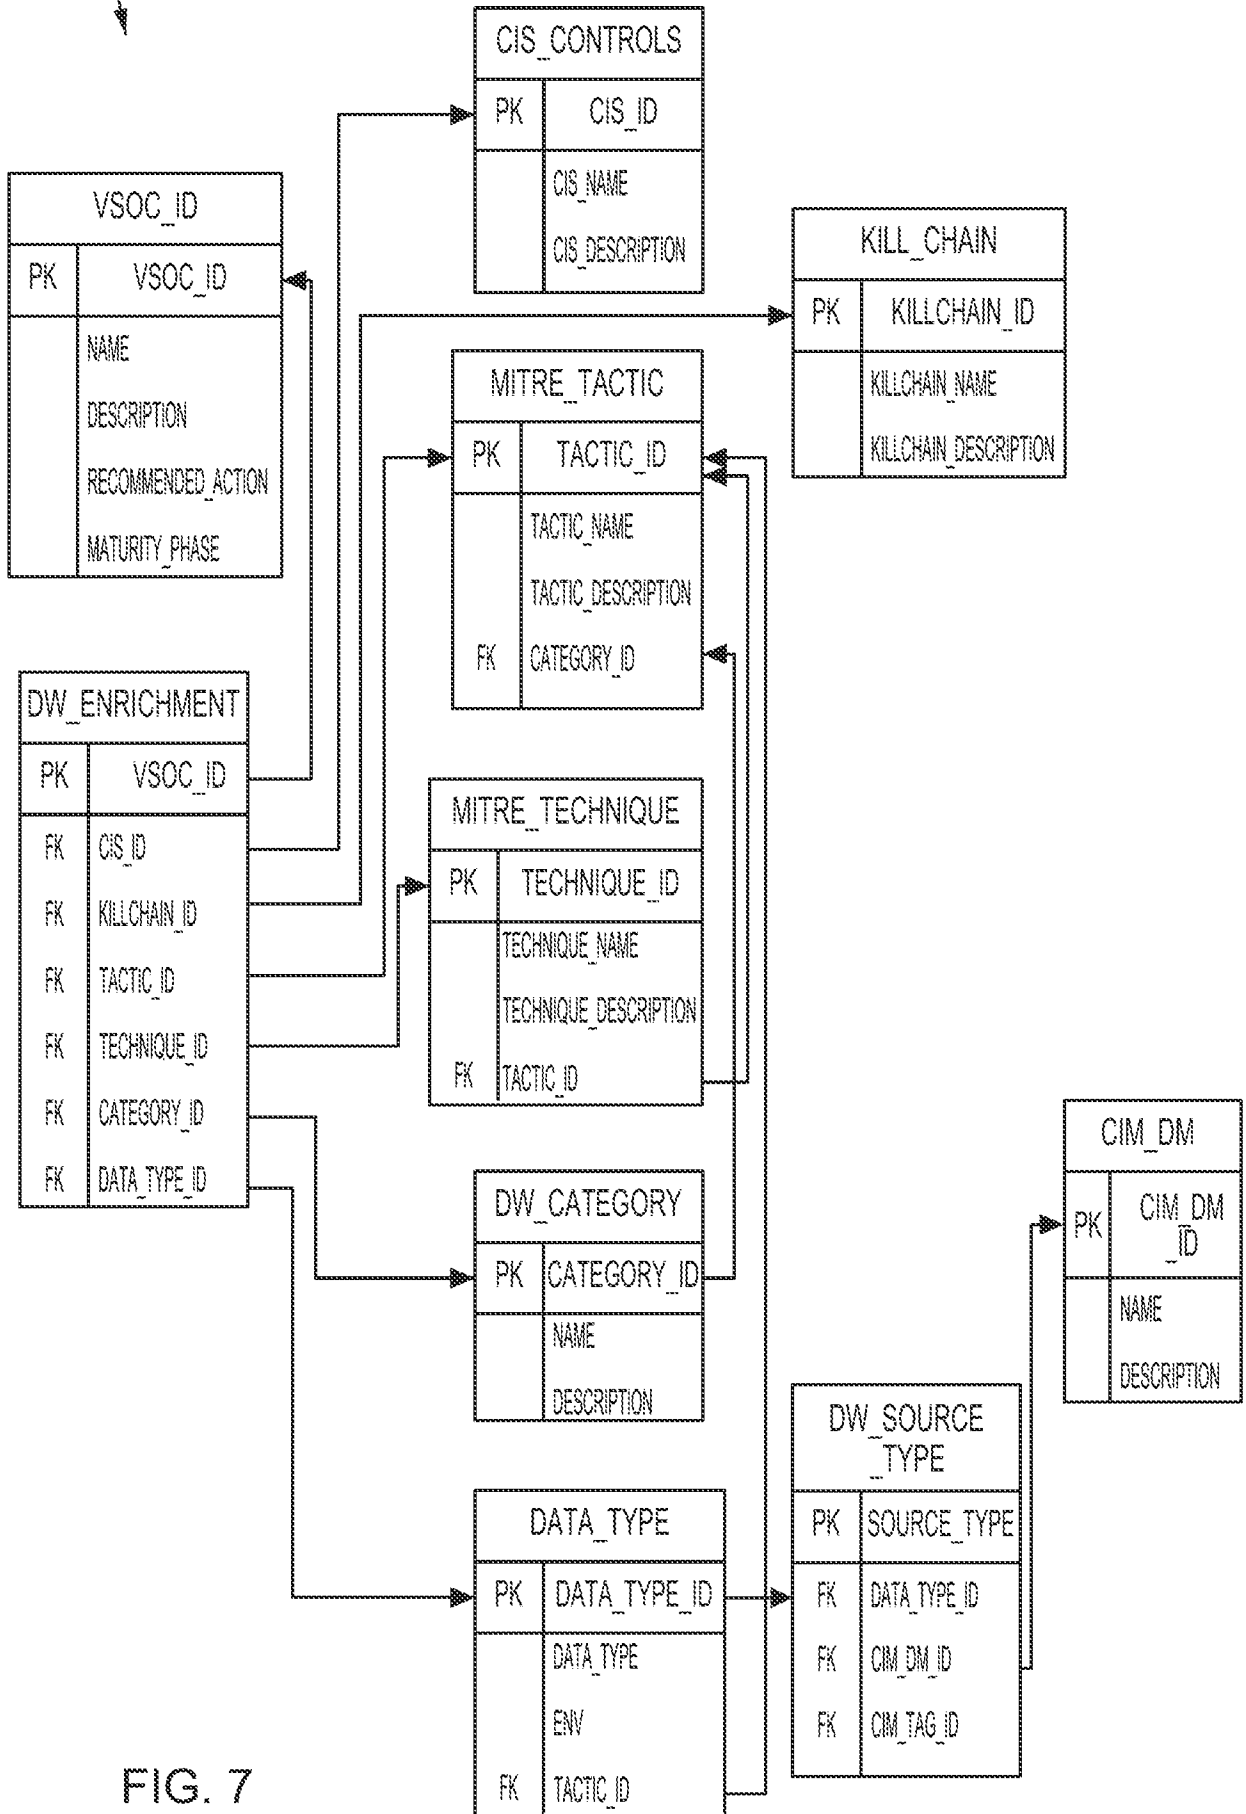 CIS_CONTROLS
PK CIS_ID
CIS_NAME
CIS_DESCRIPTION
VSOC_ID
PK VSOC_ID
NAME
DESCRIPTION
RECOMMENDED_ACTION
MATURITY_PHASE
KILL_CHAIN
PK KILLCHAIN_ID
KILLCHAIN_NAME
KILLCHAIN_DESCRIPTION
MITRE_TACTIC
PK TACTIC_ID
TACTIC_NAME
TACTIC_DESCRIPTION
FK CATEGORY_ID
DW_ENRICHMENT
PK VSOC_ID
FK CIS_ID
FK KILLCHAIN_ID
FK TACTIC_ID
FK TECHNIQUE_ID
FK CATEGORY_ID
FK DATA_TYPE_ID
MITRE_TECHNIQUE
PK TECHNIQUE_ID
TECHNIQUE_NAME
TECHNIQUE_DESCRIPTION
FK TACTIC_ID
DW_CATEGORY
PK CATEGORY_ID
NAME
DESCRIPTION
CIM_DM
PK CIM_DM
_ID
NAME
DESCRIPTION
DW_SOURCE
_TYPE
PK SOURCE_TYPE
FK DATA_TYPE_ID
FK CIM_DM_ID
FK CIM_TAG_ID
DATA_TYPE
PK DATA_TYPE_ID
DATA_TYPE
ENV
FK TACTIC_ID
FIG. 7